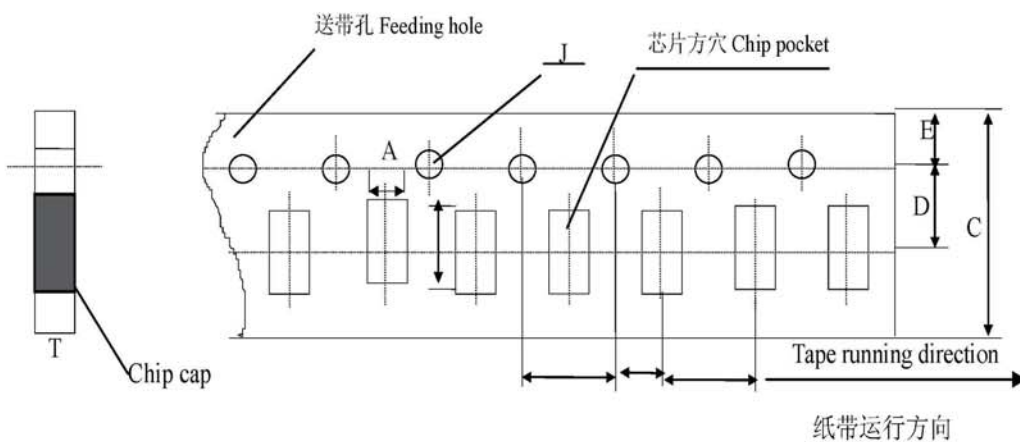 送带孔 Feeding hole
J
芯片方穴 Chip pocket
A
E
D
C
T
Chip cap
Tape running direction
纸带运行方向